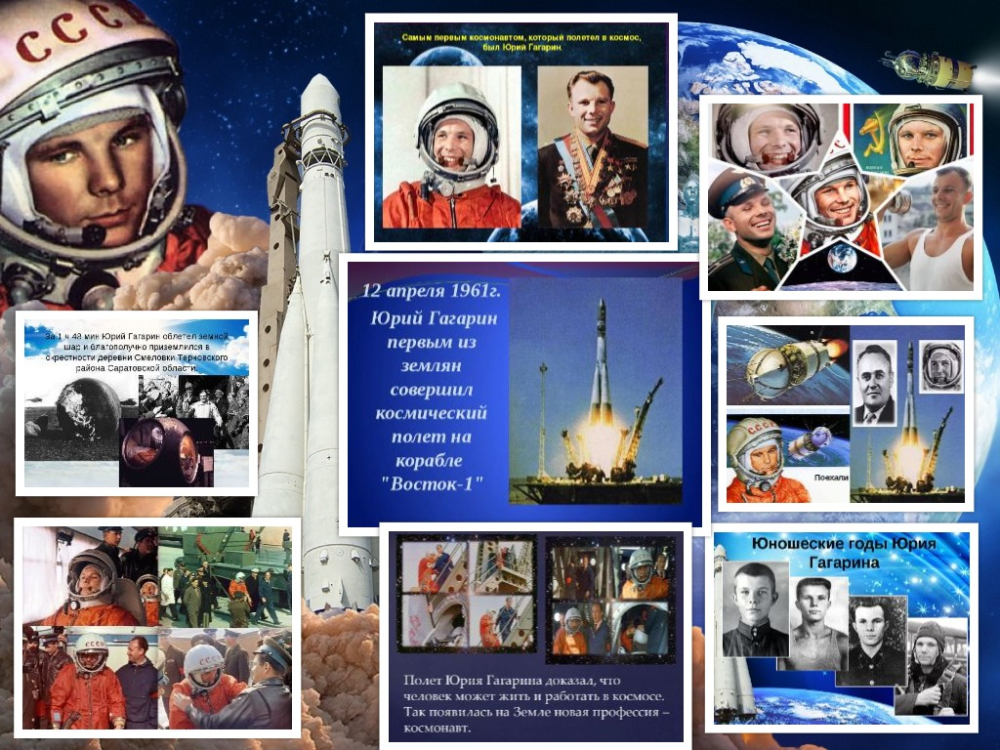 СССР
Самым первым космонавтом, который полетел в космос,
был Юрий Гагарин.
12 апреля 1961г.
Юрий Гагарин
первым из
землян
совершил
космический
полет на
корабле
"Восток-1"
За 1 ч 48 мин Юрий Гагарин облетел земной
шар и благополучно приземлился в
окрестности деревни Смеловки Терновского
района Саратовской области.
СССР
Поехали
СССР
Полет Юрия Гагарина доказал, что
человек может жить и работать в космосе.
Так появилась на Земле новая профессия –
космонавт.
Юношеские годы Юрия
Гагарина